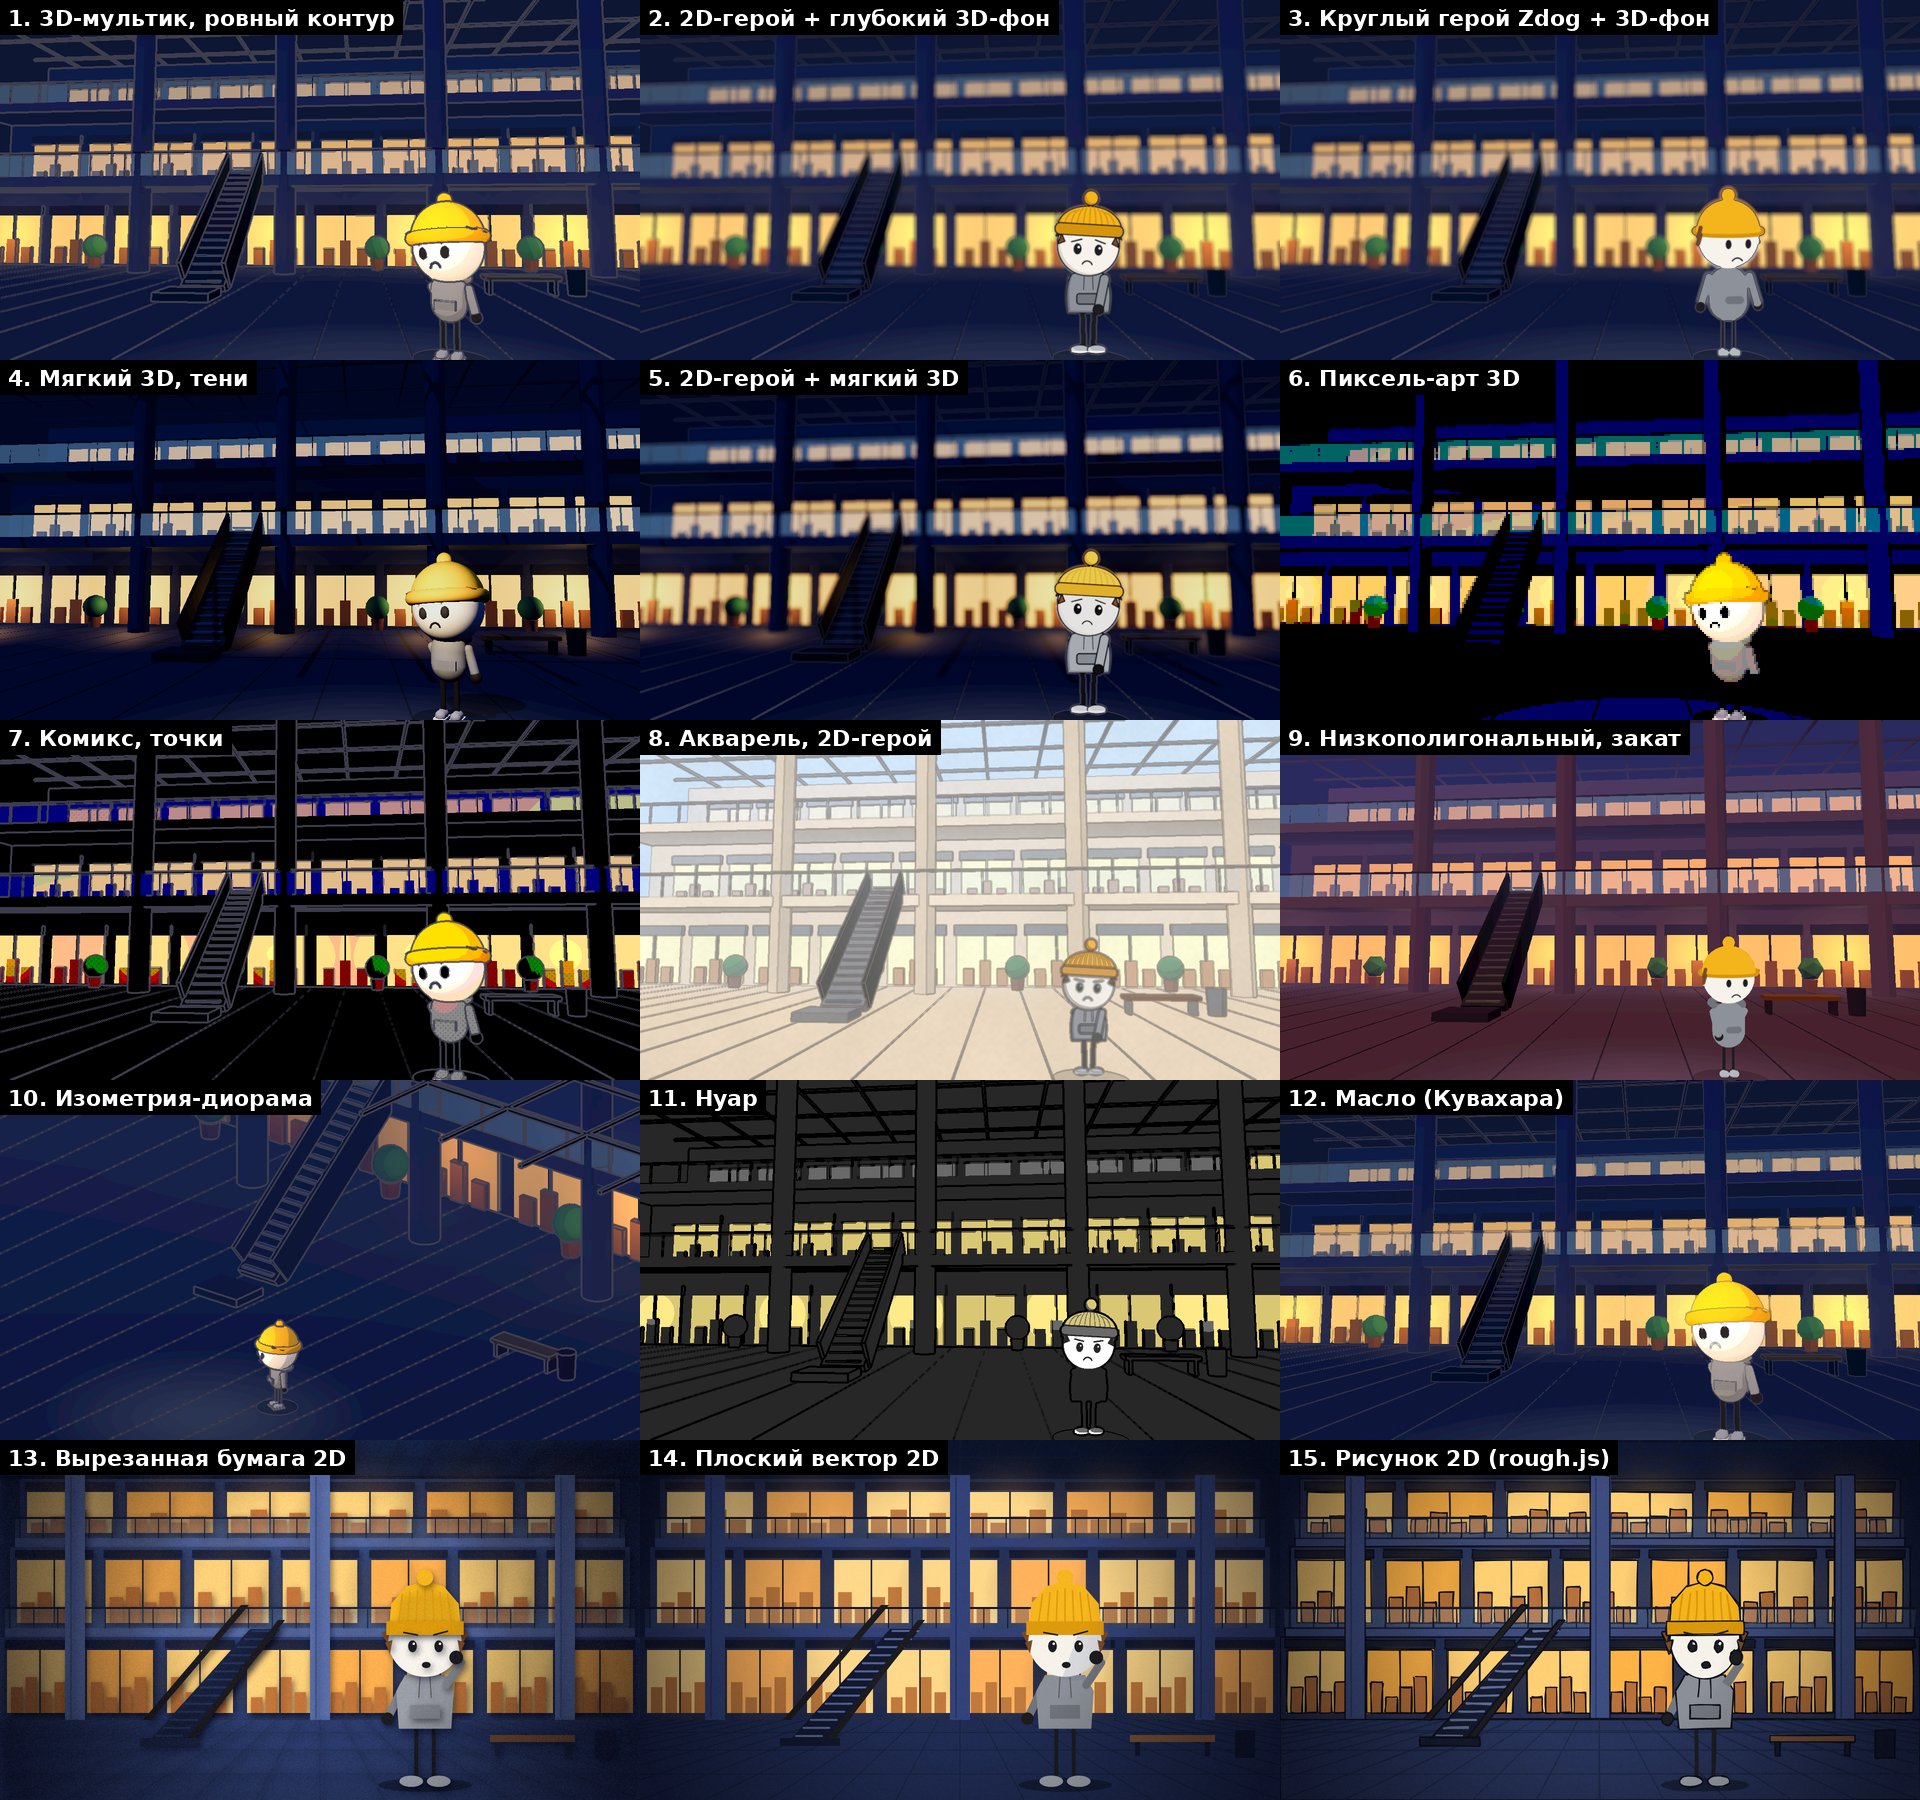 1. 3D-мультик, ровный контур
2. 2D-герой + глубокий 3D-фон
3. Круглый герой Zdog + 3D-фон
4. Мягкий 3D, тени
5. 2D-герой + мягкий 3D
6. Пиксель-арт 3D
7. Комикс, точки
8. Акварель, 2D-герой
9. Низкополигональный, закат
10. Изометрия-диорама
11. Нуар
12. Масло (Кувахара)
13. Вырезанная бумага 2D
14. Плоский вектор 2D
15. Рисунок 2D (rough.js)